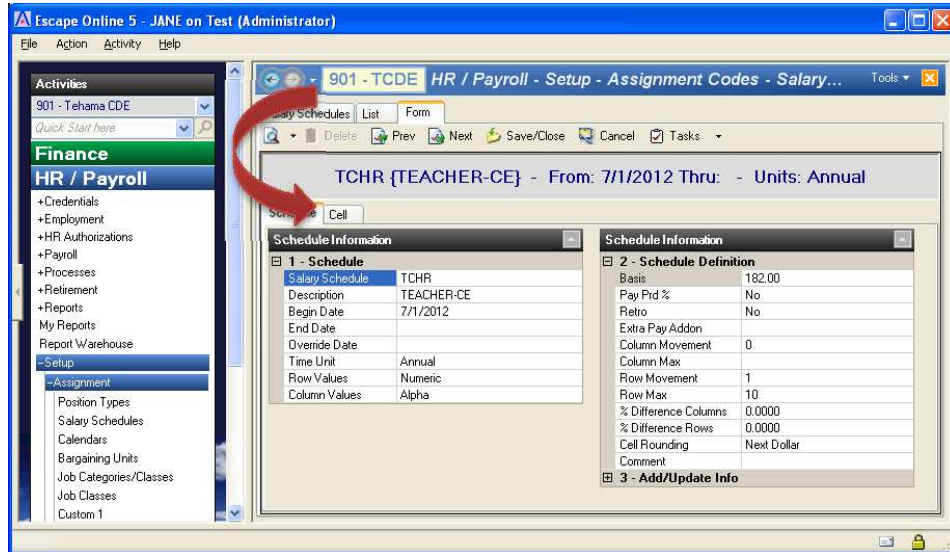 Escape Online 5 - JANE on Test (Administrator)
File Action Activity Help
Activities
901 - Tehama CDE
Quick Start here
Finance
HR / Payroll
+Credentials
+Employment
+HR Authorizations
+Payroll
+Processes
+Retirement
+Reports
My Reports
Report Warehouse
-Setup
-Assignment
Position Types
Salary Schedules
Calendars
Bargaining Units
Job Categories/Classes
Job Classes
Custom 1
901 - TCDE HR / Payroll - Setup - Assignment Codes - Salary... Tools
Schedules List Form
Delete Prev Next Save/Close Cancel Tasks
TCHR {TEACHER-CE} - From: 7/1/2012 Thru: - Units: Annual
Cell
Schedule Information
1 - Schedule
Salary Schedule TCHR
Description TEACHER-CE
Begin Date 7/1/2012
End Date
Override Date
Time Unit Annual
Row Values Numeric
Column Values Alpha
Schedule Information
2 - Schedule Definition
Basis 182.00
Pay Prd % No
Retro No
Extra Pay Addon
Column Movement 0
Column Max
Row Movement 1
Row Max 10
% Difference Columns 0.0000
% Difference Rows 0.0000
Cell Rounding Next Dollar
Comment
3 - Add/Update Info